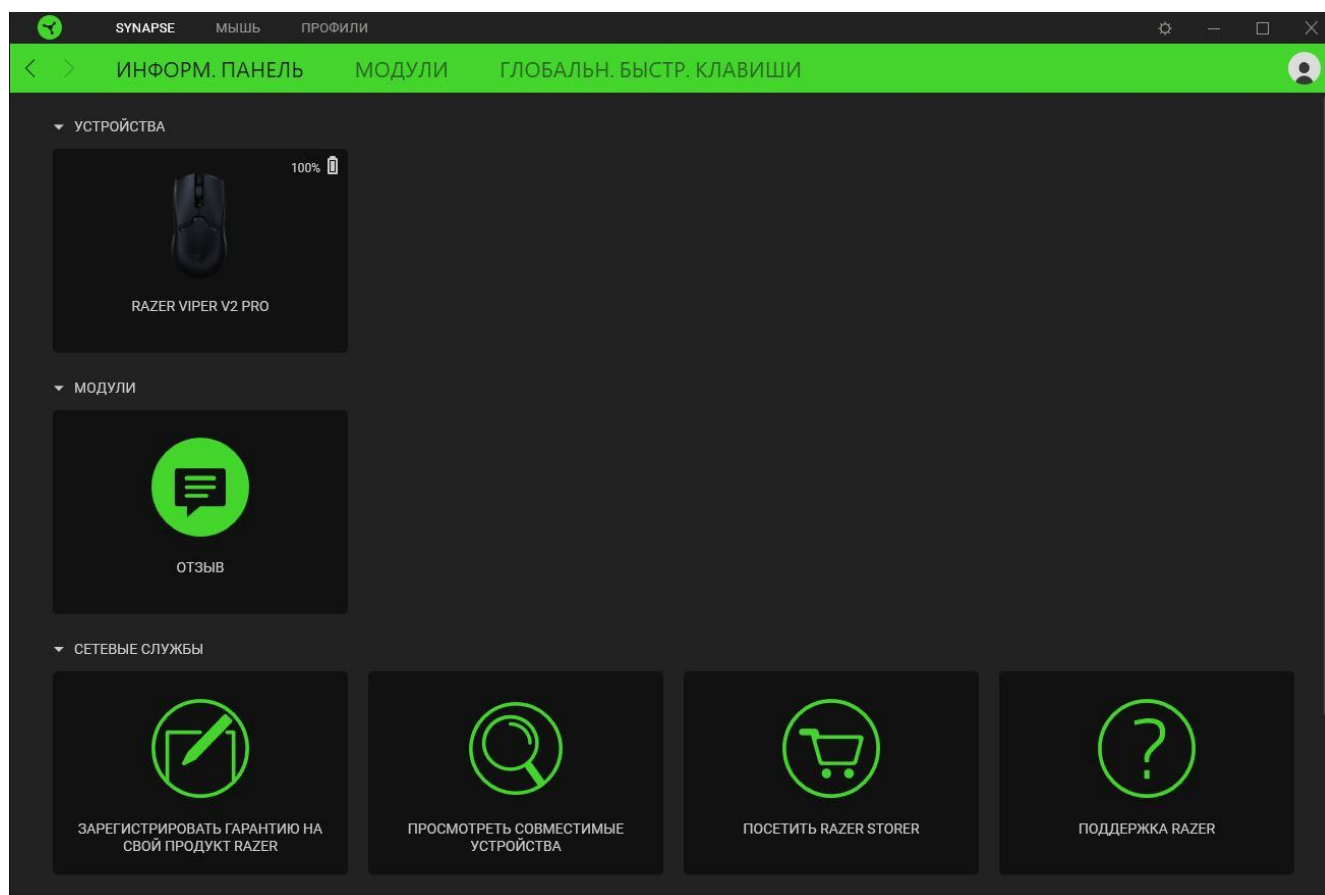 SYNAPSE МЫШЬ ПРОФИЛИ
ИНФОРМ. ПАНЕЛЬ МОДУЛИ ГЛОБАЛЬН. БЫСТР. КЛАВИШИ
УСТРОЙСТВА
100%
RAZER VIPER V2 PRO
МОДУЛИ
ОТЗЫВ
СЕТЕВЫЕ СЛУЖБЫ
ЗАРЕГИСТРИРОВАТЬ ГАРАНТИЮ НА
СВОЙ ПРОДУКТ RAZER
ПРОСМОТРЕТЬ СОВМЕСТИМЫЕ
УСТРОЙСТВА
ПОСЕТИТЬ RAZER STORER
ПОДДЕРЖКА RAZER